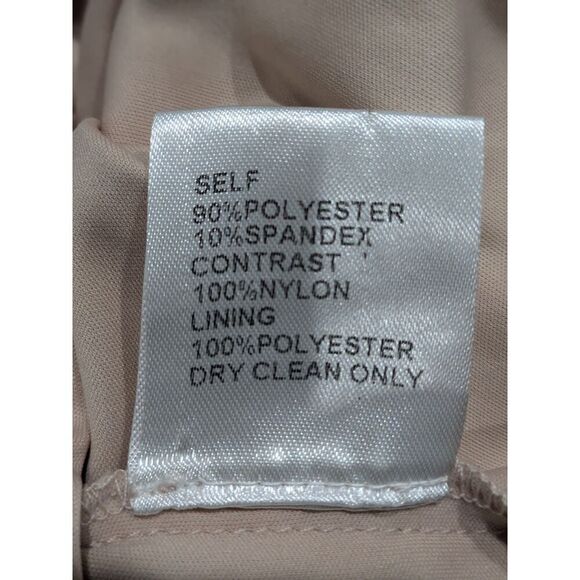 SELF
90%POLYESTER
10%SPANDEX
CONTRAST
100%NYLON
LINING
100%POLYESTER
DRY CLEAN ONLY